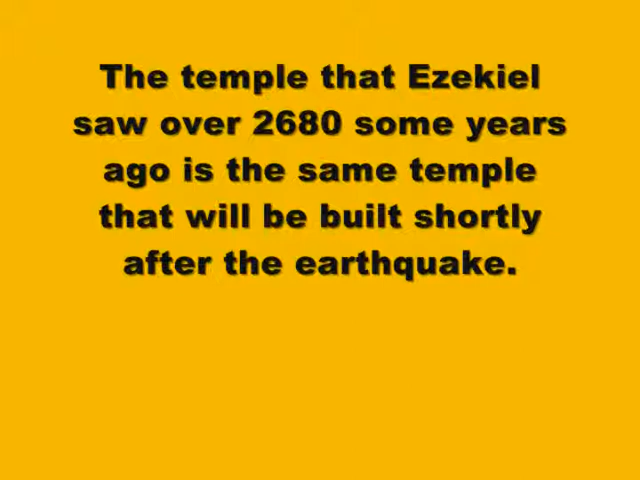 The temple that Ezekiel
saw over 2680 some years
ago is the same temple
that will be built shortly
after the earthquake.